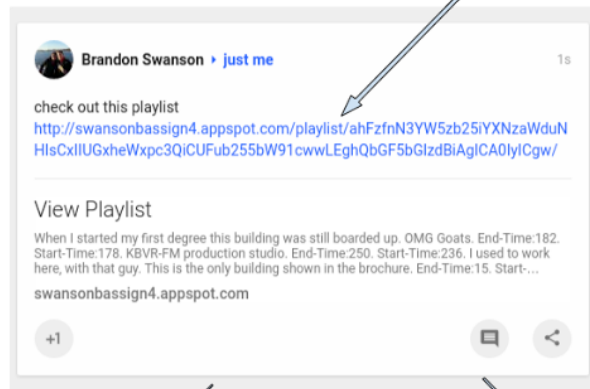 Brandon Swanson ▸ just me 1s
check out this playlist
http://swansonbassign4.appspot.com/playlist/ahFzfnN3YW5zb25iYXNzaWduN
HIsCxIIUGxheWxpc3QiCUFub255bW91cwwLEghQbGF5bGlzdBiAgICA0IyICgw/
View Playlist
When I started my first degree this building was still boarded up. OMG Goats. End-Time:182.
Start-Time:178. KBVR-FM production studio. End-Time:250. Start-Time:236. I used to work
here, with that guy. This is the only building shown in the brochure. End-Time:15. Start-...
swansonbassign4.appspot.com
+1